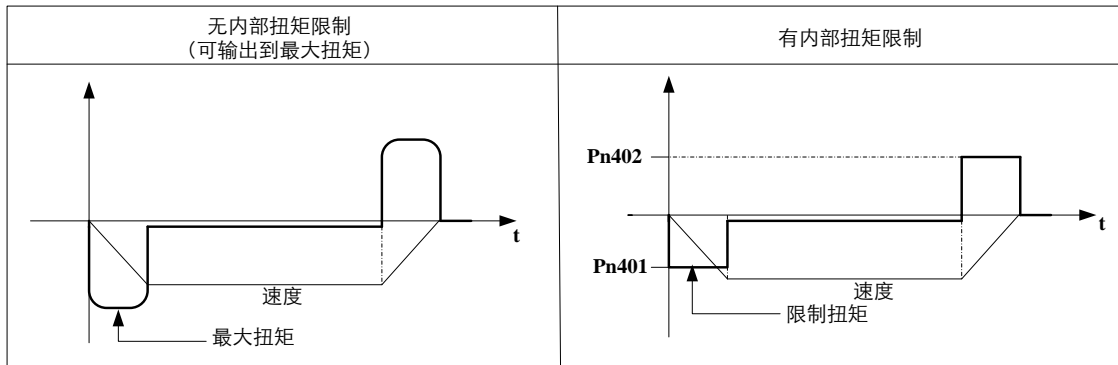 无内部扭矩限制
（可输出到最大扭矩）
有内部扭矩限制
t
速度
最大扭矩
Pn402
Pn401
t
速度
限制扭矩